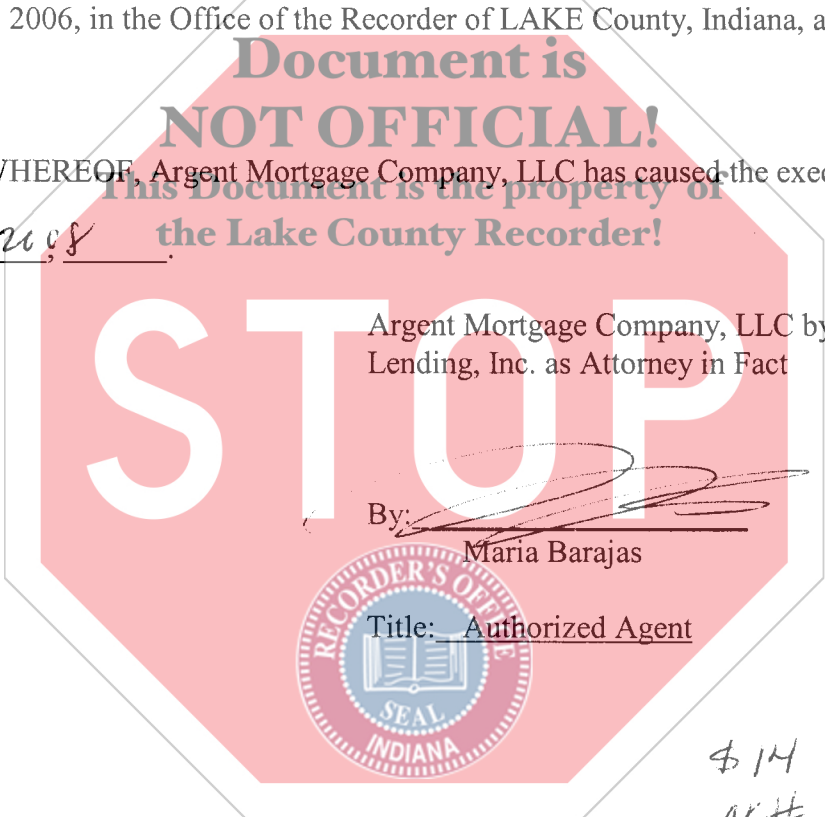 2006, in the Office of the Recorder of LAKE County, Indiana, a
Document is
NOT OFFICIAL!
WHEREOF, Argent Mortgage Company, LLC has caused the exec
This Document is the property of
the Lake County Recorder!
2008.
STOP
Argent Mortgage Company, LLC by
Lending, Inc. as Attorney in Fact
By:
Maria Barajas
RECORDER'S OFFICE
Title: Authorized Agent
SEAL
INDIANA
$ 14